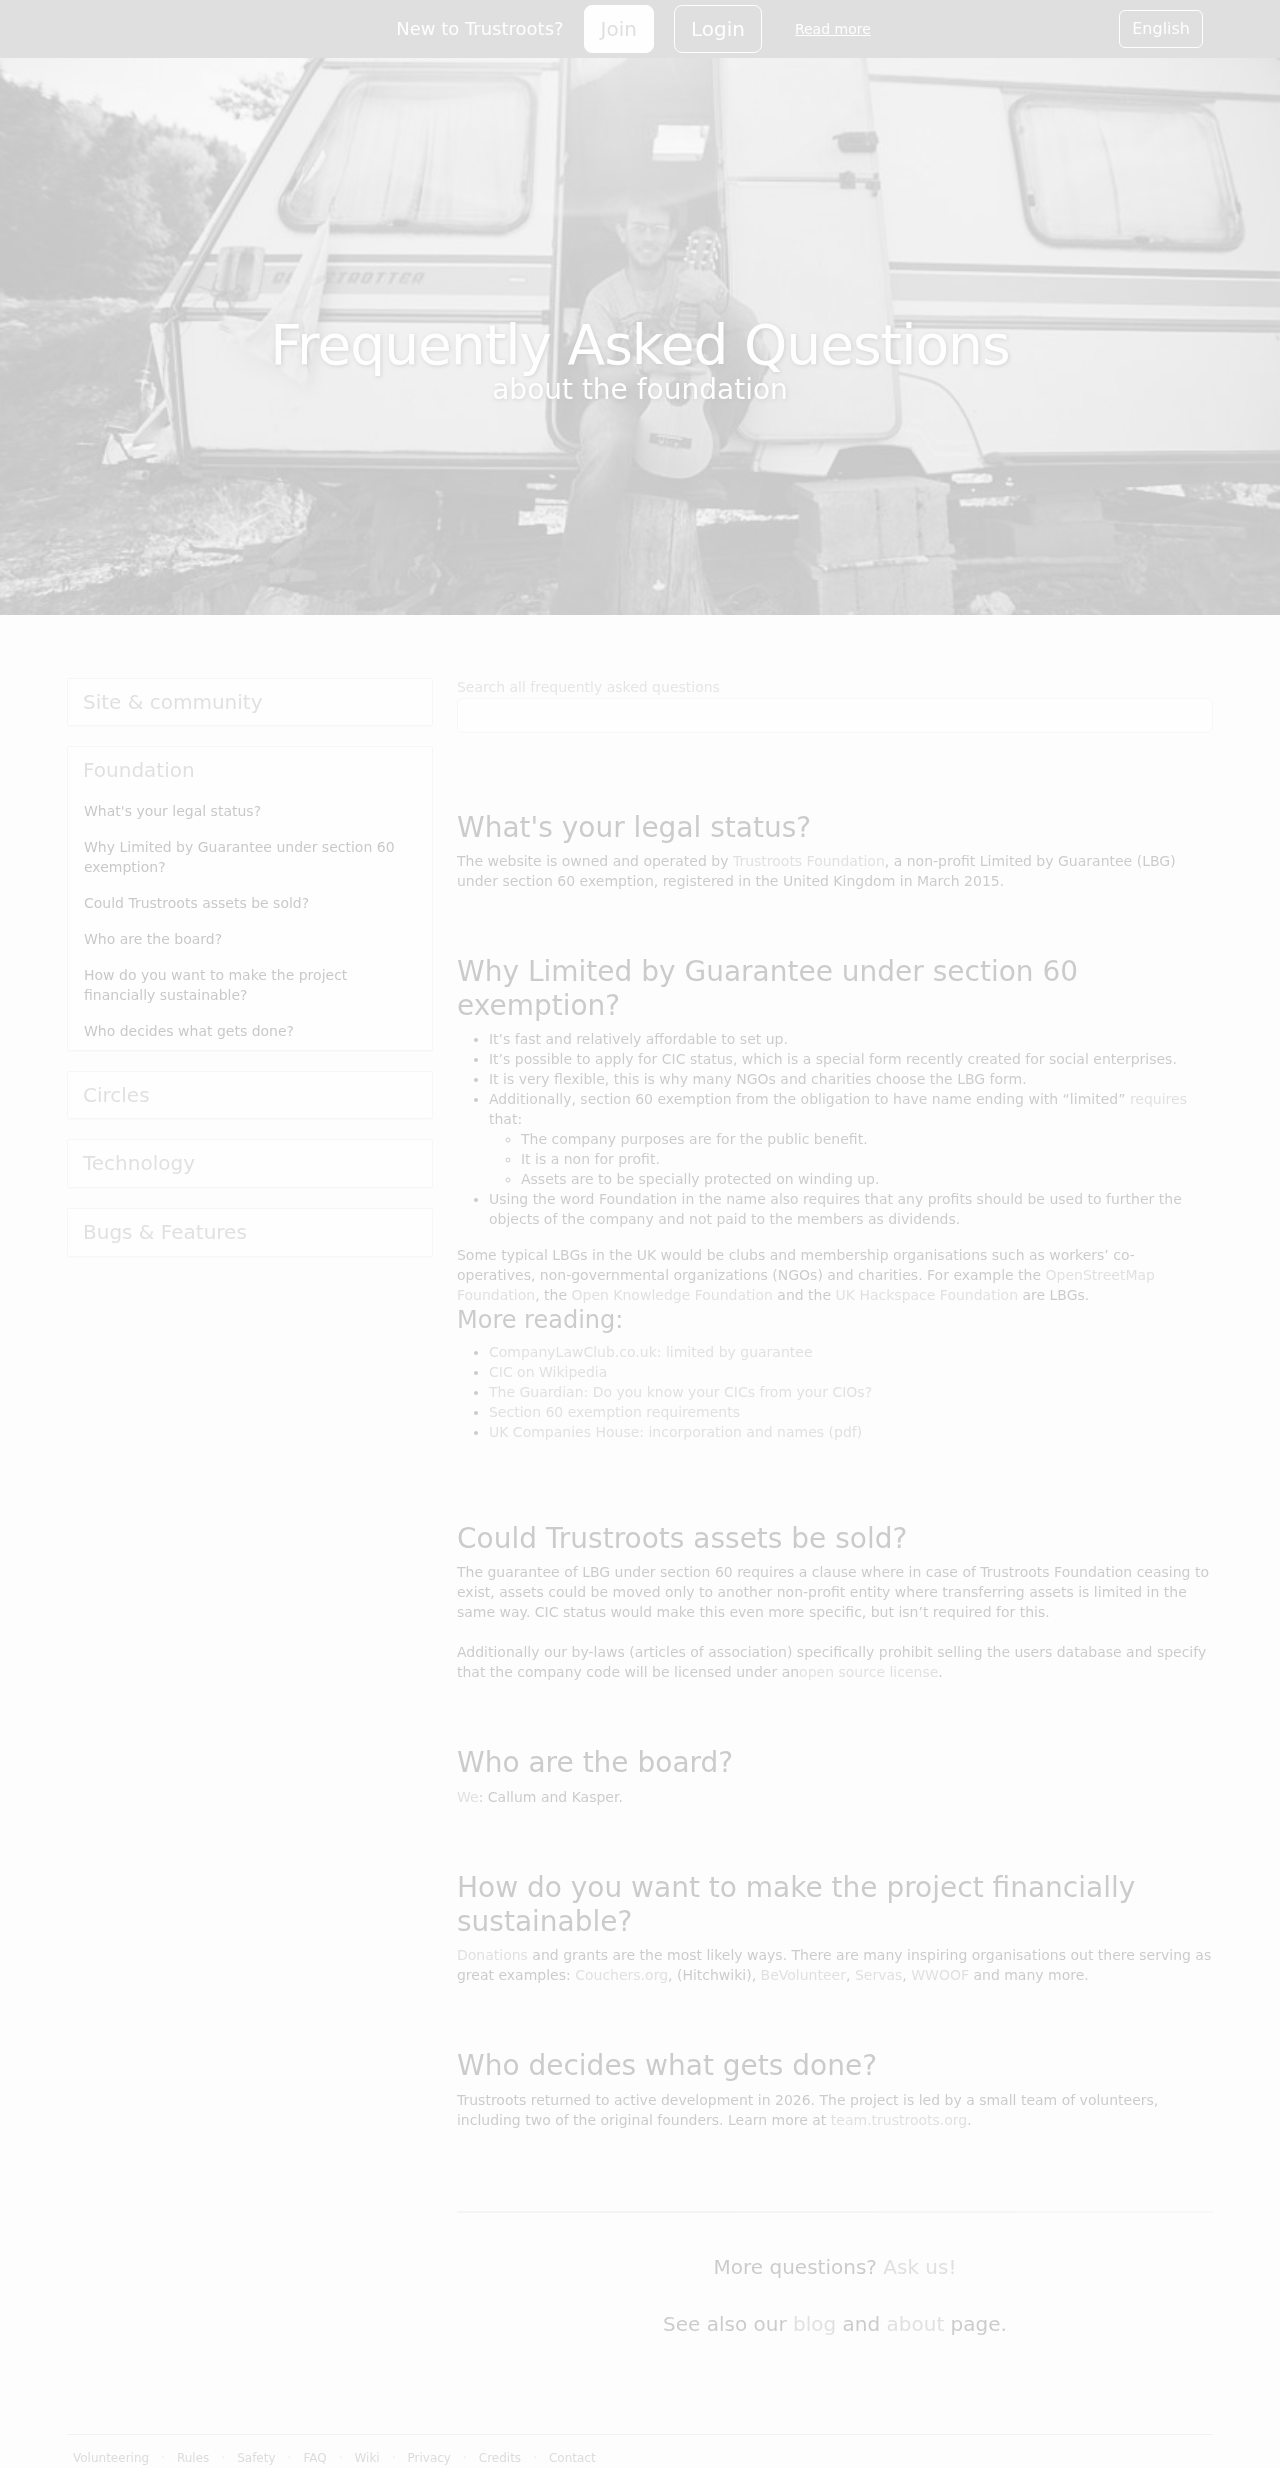 New to Trustroots? Join Login Read more English
ROTTER
Frequently Asked Questions
about the foundation
Site & community
Foundation
What's your legal status?
Why Limited by Guarantee under section 60
exemption?
Could Trustroots assets be sold?
Who are the board?
How do you want to make the project
financially sustainable?
Who decides what gets done?
Circles
Technology
Bugs & Features
Search all frequently asked questions
What's your legal status?
The website is owned and operated by Trustroots Foundation, a non-profit Limited by Guarantee (LBG)
under section 60 exemption, registered in the United Kingdom in March 2015.
Why Limited by Guarantee under section 60
exemption?
• It’s fast and relatively affordable to set up.
• It’s possible to apply for CIC status, which is a special form recently created for social enterprises.
• It is very flexible, this is why many NGOs and charities choose the LBG form.
• Additionally, section 60 exemption from the obligation to have name ending with “limited” requires
that:
◦ The company purposes are for the public benefit.
◦ It is a non for profit.
◦ Assets are to be specially protected on winding up.
• Using the word Foundation in the name also requires that any profits should be used to further the
objects of the company and not paid to the members as dividends.
Some typical LBGs in the UK would be clubs and membership organisations such as workers’ co-
operatives, non-governmental organizations (NGOs) and charities. For example the OpenStreetMap
Foundation, the Open Knowledge Foundation and the UK Hackspace Foundation are LBGs.
More reading:
• CompanyLawClub.co.uk: limited by guarantee
• CIC on Wikipedia
• The Guardian: Do you know your CICs from your CIOs?
• Section 60 exemption requirements
• UK Companies House: incorporation and names (pdf)
Could Trustroots assets be sold?
The guarantee of LBG under section 60 requires a clause where in case of Trustroots Foundation ceasing to
exist, assets could be moved only to another non-profit entity where transferring assets is limited in the
same way. CIC status would make this even more specific, but isn’t required for this.
Additionally our by-laws (articles of association) specifically prohibit selling the users database and specify
that the company code will be licensed under anopen source license.
Who are the board?
We: Callum and Kasper.
How do you want to make the project financially
sustainable?
Donations and grants are the most likely ways. There are many inspiring organisations out there serving as
great examples: Couchers.org, (Hitchwiki), BeVolunteer, Servas, WWOOF and many more.
Who decides what gets done?
Trustroots returned to active development in 2026. The project is led by a small team of volunteers,
including two of the original founders. Learn more at team.trustroots.org.
More questions? Ask us!
See also our blog and about page.
Volunteering · Rules · Safety · FAQ · Wiki · Privacy · Credits · Contact